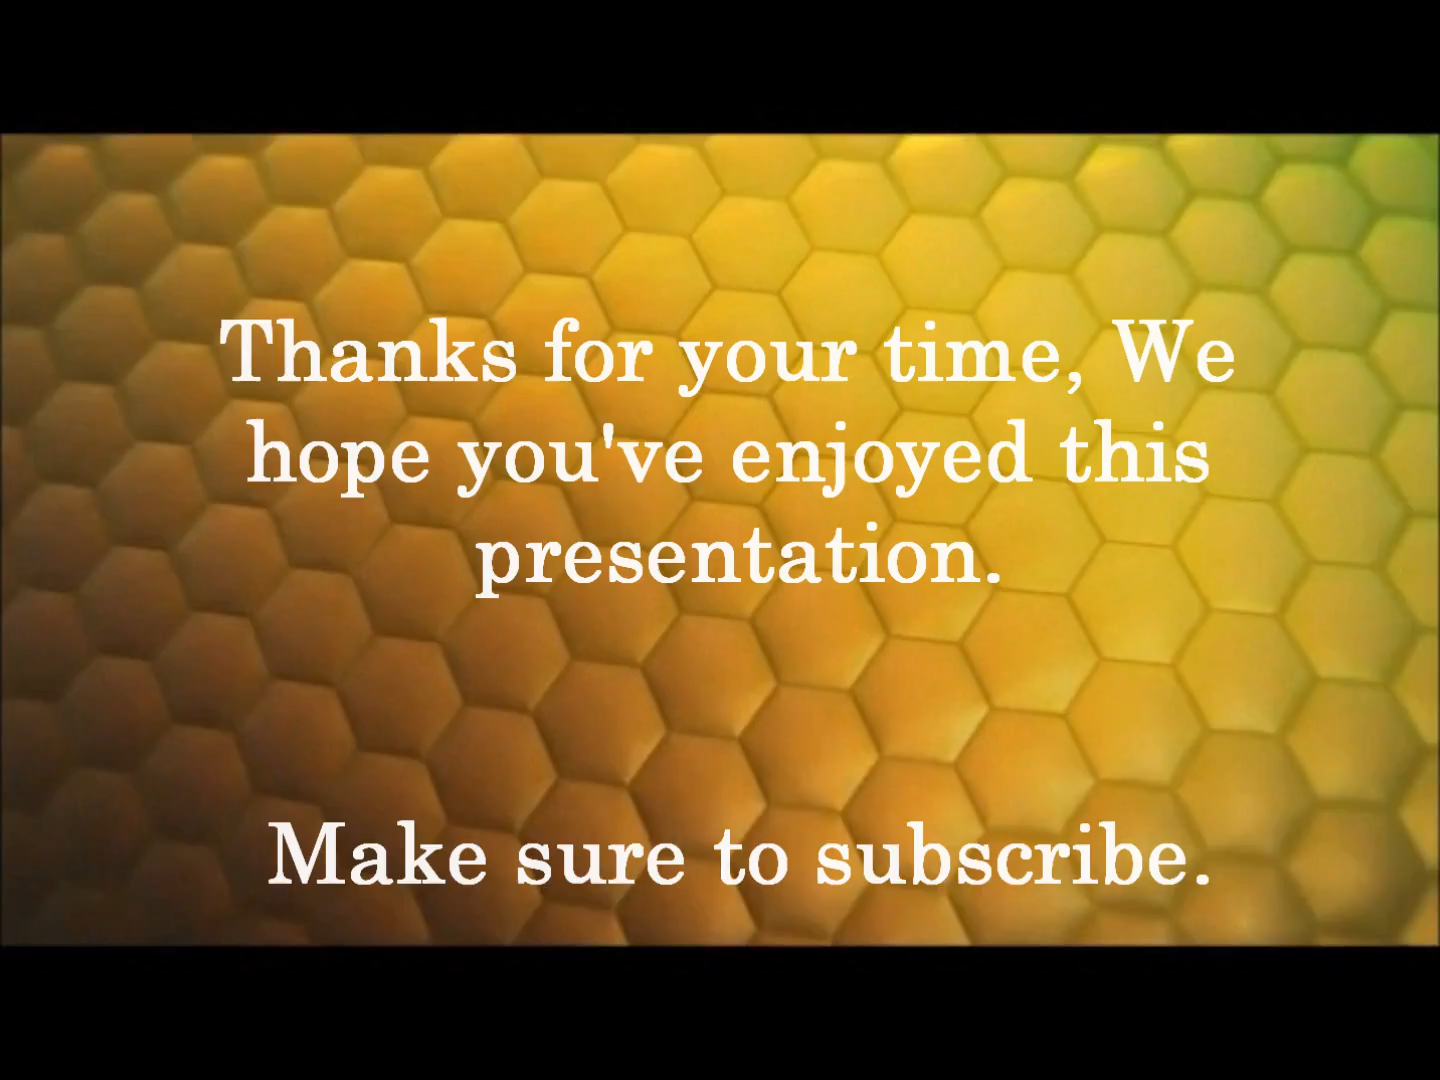 Thanks for your time, We
hope you've enjoyed this
presentation.
Make sure to subscribe.